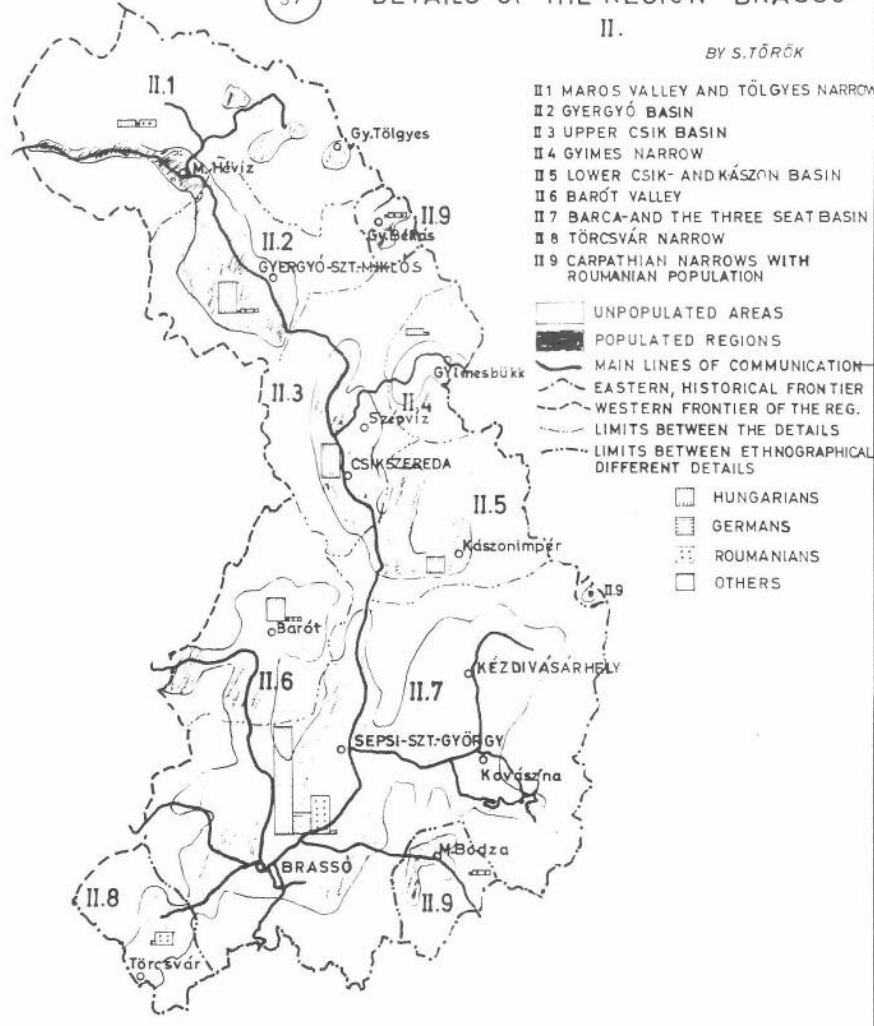 37 DETAILS OF THE REGION BRASSÓ
II.
BY S. TÖRÖK
II 1 MAROS VALLEY AND TÖLGYES NARROW
II 2 GYERGYÓ BASIN
II 3 UPPER CSIK BASIN
II 4 GYIMES NARROW
II 5 LOWER CSIK- AND KÁSZON BASIN
II 6 BARÓT VALLEY
II 7 BARCA- AND THE THREE SEAT BASIN
II 8 TÖRCSVÁR NARROW
II 9 CARPATHIAN NARROWS WITH
ROUMANIAN POPULATION
UNPOPULATED AREAS
POPULATED REGIONS
MAIN LINES OF COMMUNICATION
EASTERN, HISTORICAL FRONTIER
WESTERN FRONTIER OF THE REG.
LIMITS BETWEEN THE DETAILS
LIMITS BETWEEN ETHNOGRAPHICAL
DIFFERENT DETAILS
HUNGARIANS
GERMANS
ROUMANIANS
OTHERS
II.1
Gy.Tölgyes
M.-Héviz
II.9
Gy.Békás
II.2
GYERGYÓ-SZT.-MIKLÓS
Gyimesbükk
II.3
II.4
Szépvíz
CSIKSZEREDA
II.5
Kászonimpér
II.9
Barót
II.6
II.7
KÉZDIVÁSÁRHELY
SEPSI-SZT.-GYÖRGY
Kovászna
M.Bodza
BRASSÓ
II.8
II.9
Törcsvár